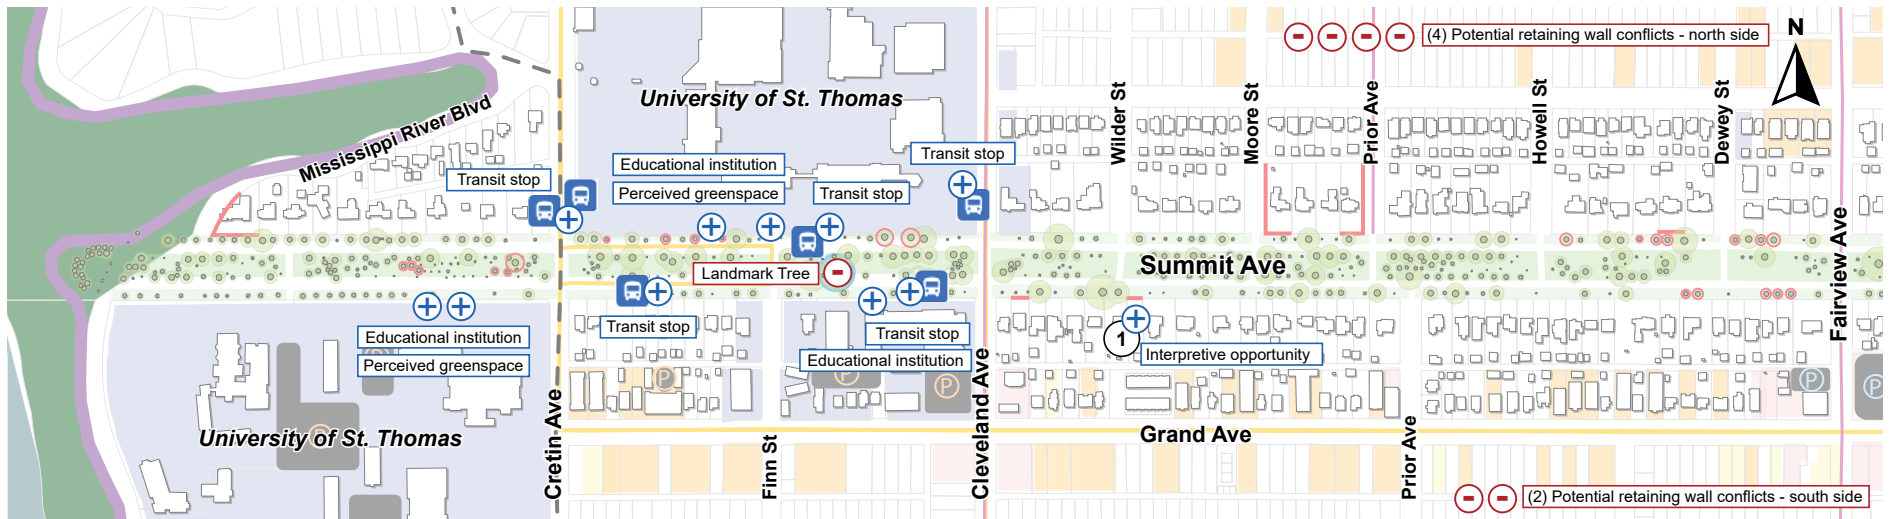 (4) Potential retaining wall conflicts - north side
N
University of St. Thomas
Mississippi River Blvd
Wilder St
Moore St
Prior Ave
Howell St
Dewey St
Transit stop
Educational institution
Transit stop
Perceived greenspace
Transit stop
Landmark Tree
Summit Ave
Fairview Ave
Transit stop
Transit stop
Educational institution
Educational institution
Perceived greenspace
1
Interpretive opportunity
P
P
P
P
P
P
P
University of St. Thomas
Cretin Ave
Finn St
Cleveland Ave
Grand Ave
Prior Ave
(2) Potential retaining wall conflicts - south side